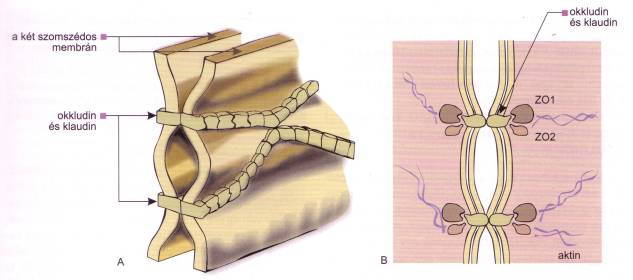 a két szomszédos
membrán
okkludin
és klaudin
A
okkludin
és klaudin
ZO1
ZO2
aktin
B